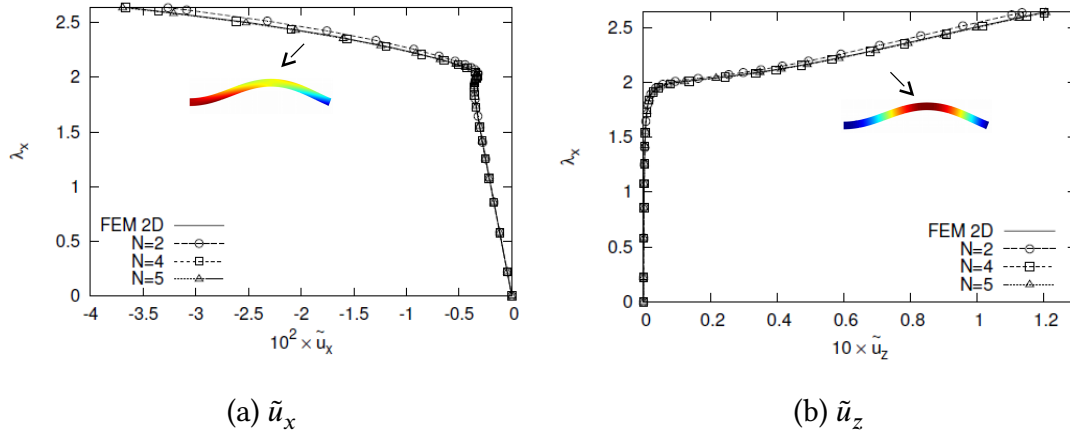 2.5
2
1.5
1
0.5
0
λx
FEM 2D
N=2
N=4
N=5
-4 -3.5 -3 -2.5 -2 -1.5 -1 -0.5 0
10² × ũx
(a) ũx
2.5
2
1.5
1
0.5
0
λx
FEM 2D
N=2
N=4
N=5
0 0.2 0.4 0.6 0.8 1 1.2
10 × ũz
(b) ũz